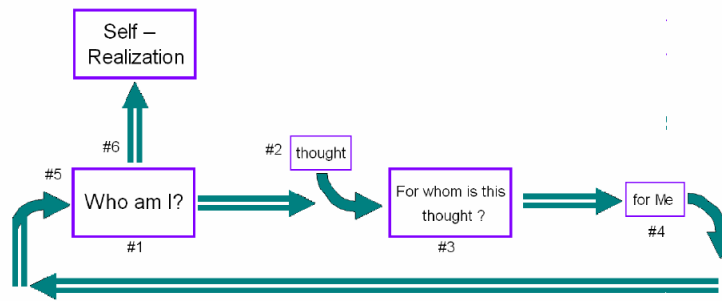 Self –
Realization
#6
#5
#2
thought
Who am I?
For whom is this
thought ?
for Me
#1
#3
#4